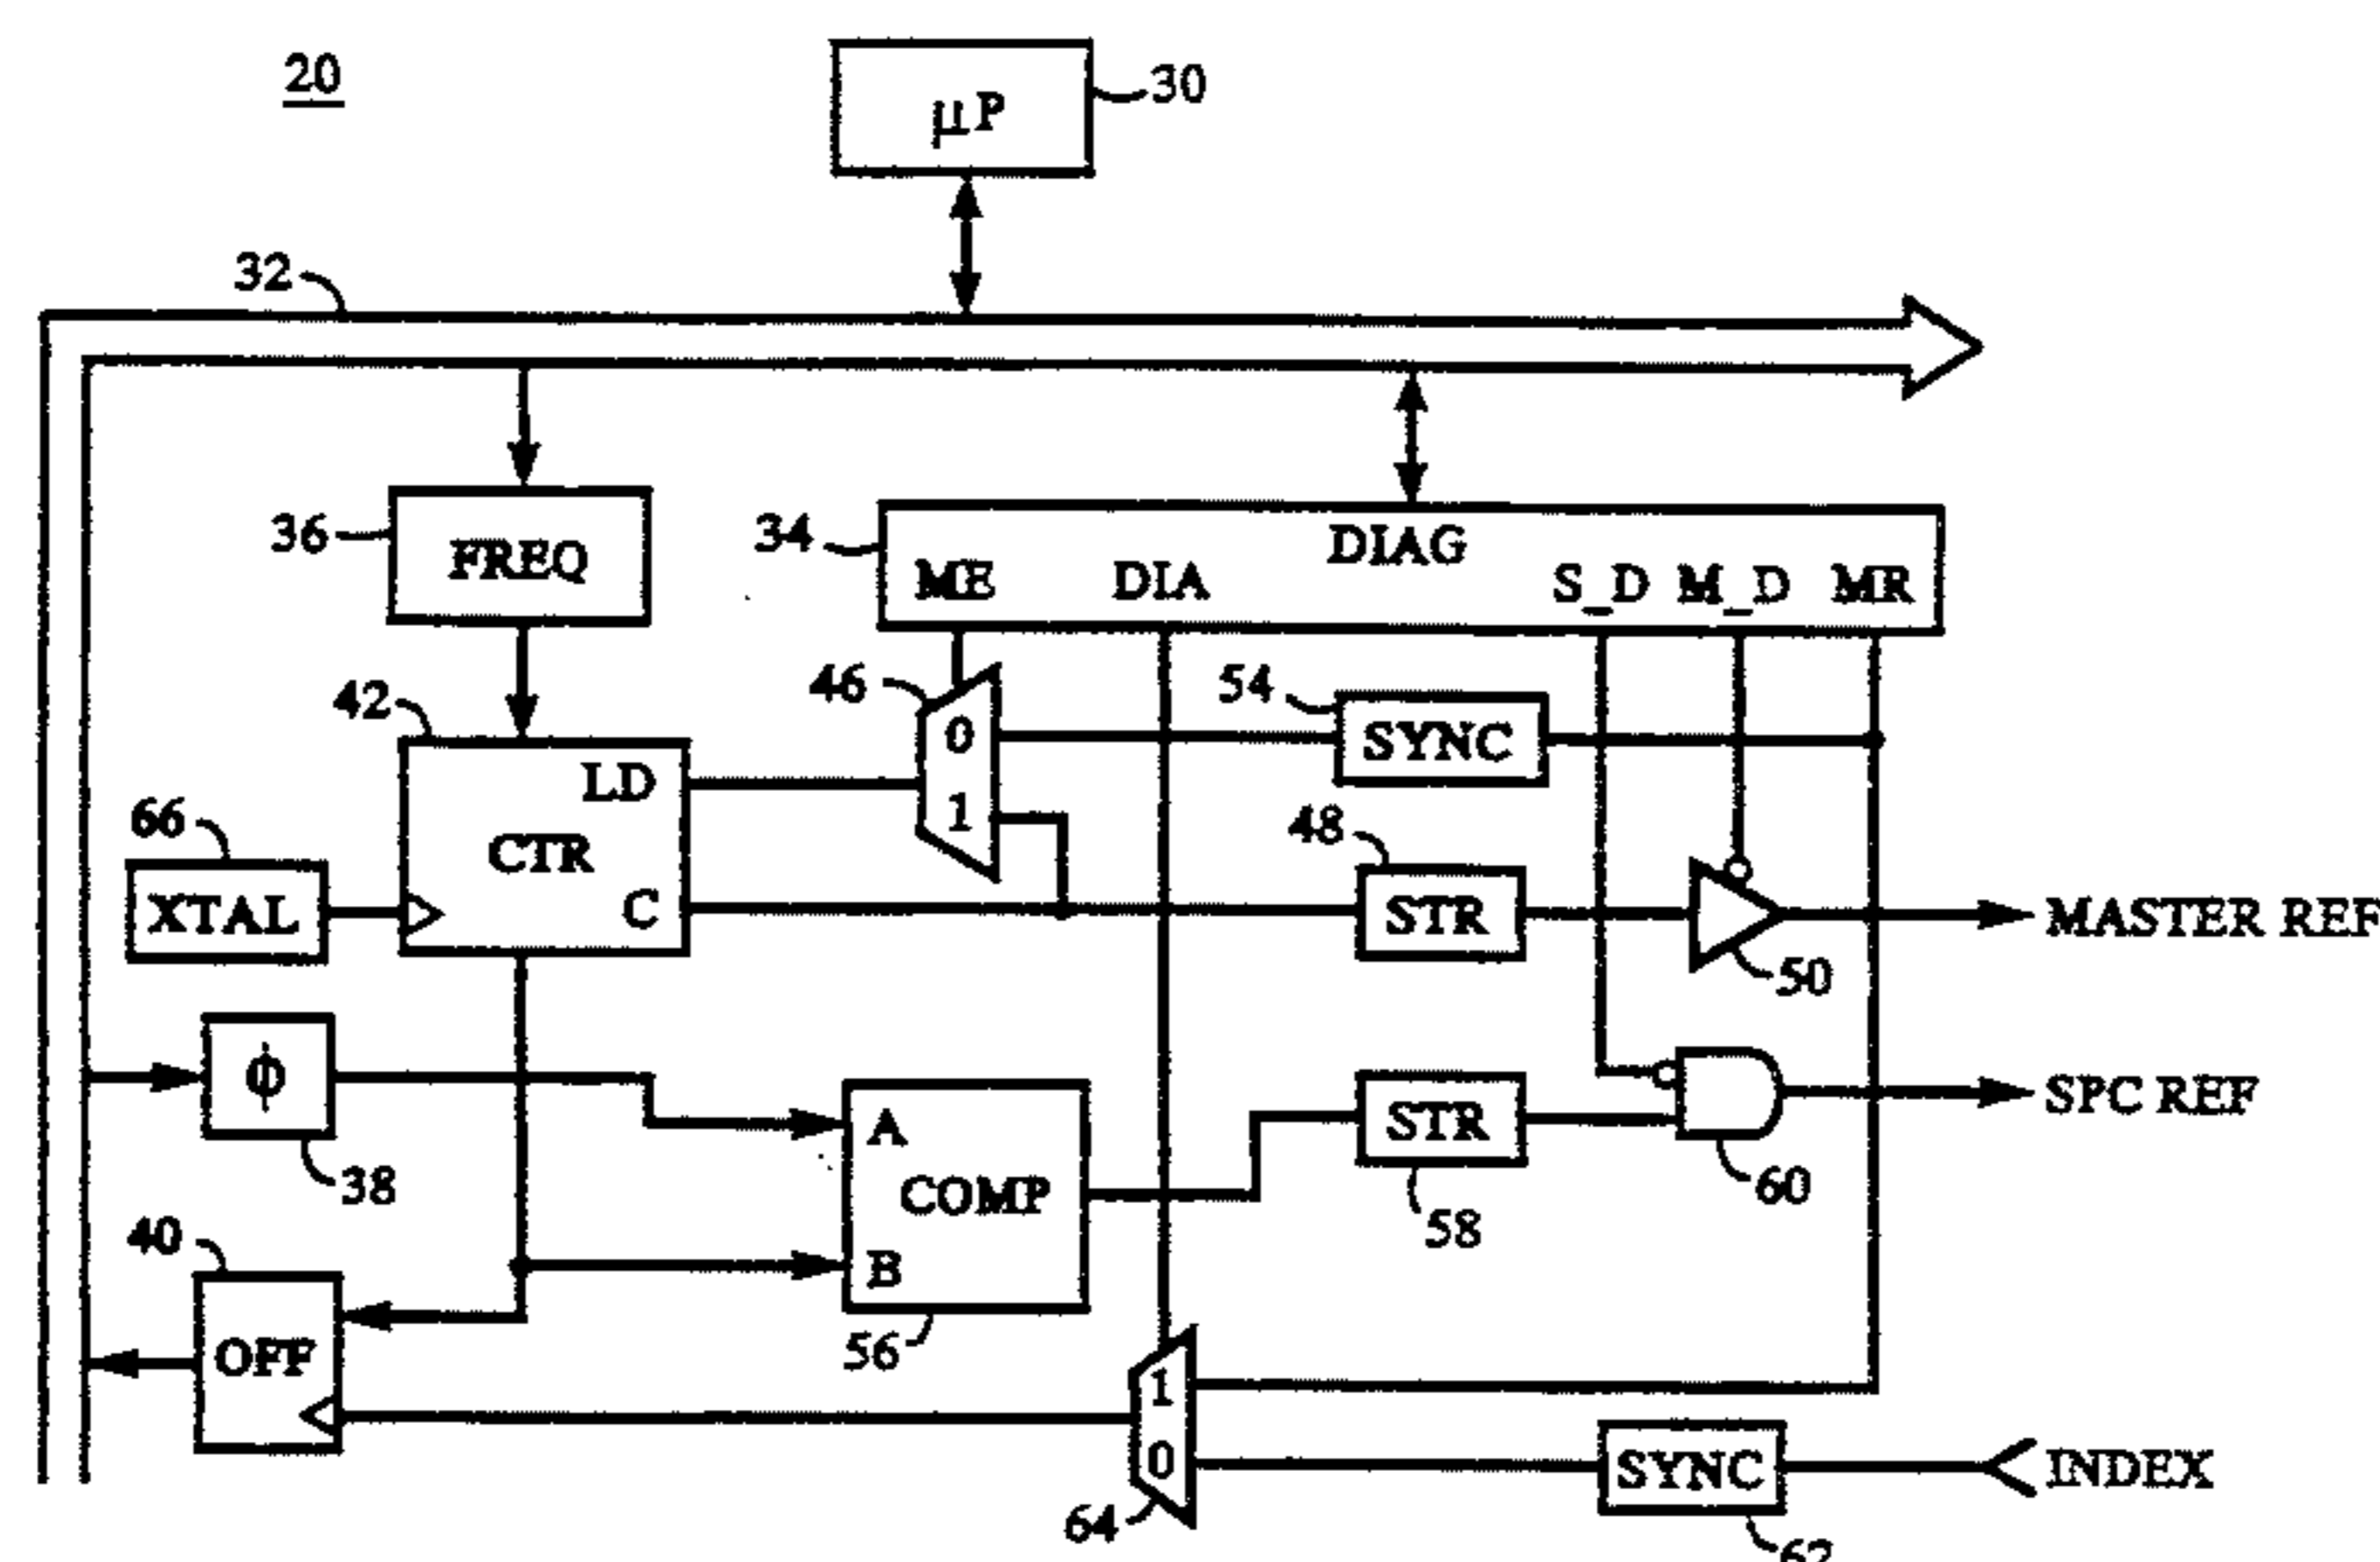 20
μP
30
32
36
FREQ
34
DIAG
ME DIA S_D M_D MR
46
54
SYNC
42
LD
CTR
C
0
1
66
XTAL
48
STR
50
MASTER REF
ϕ
38
A
COMP
B
56
STR
58
60
SPC REF
40
OFF
1
0
64
SYNC
62
INDEX